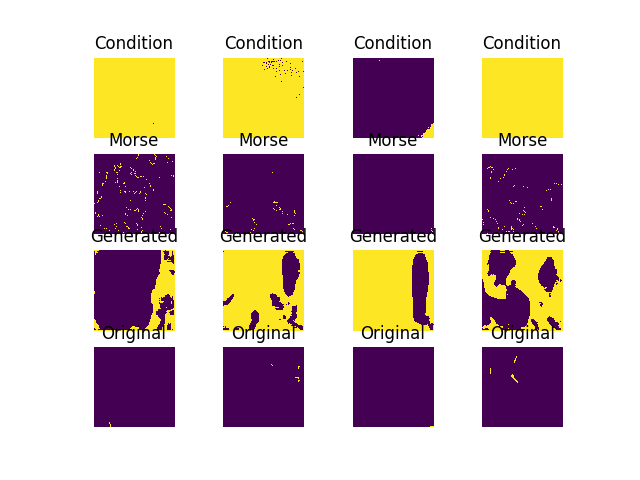 Condition Condition Condition Condition
Morse Morse Morse Morse
Generated Generated Generated Generated
Original Original Original Original